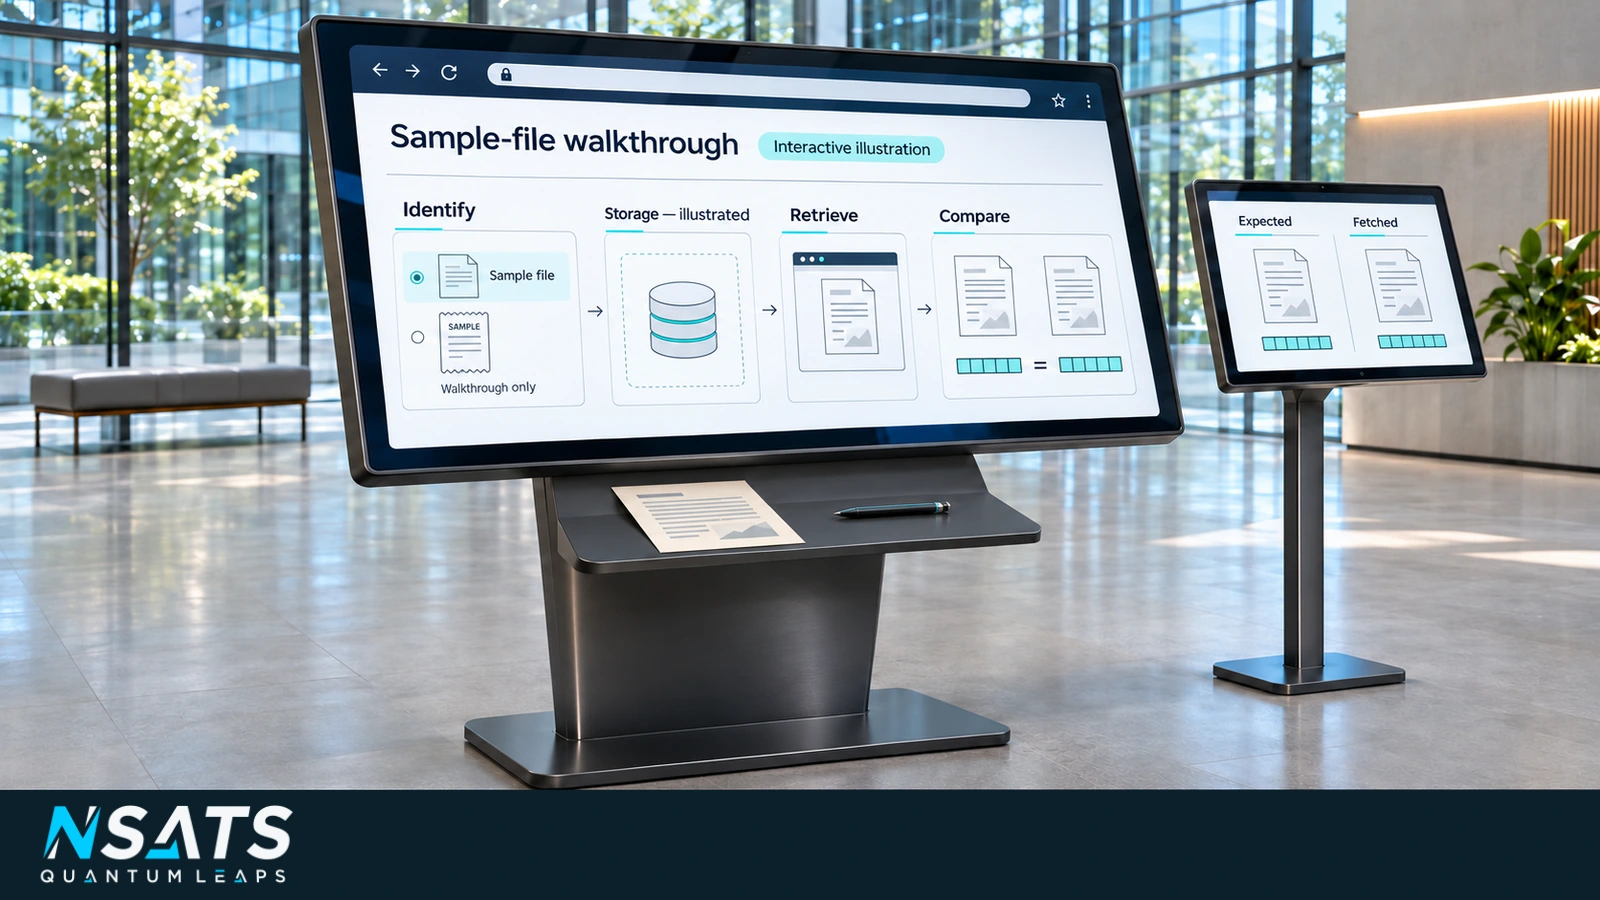 Sample-file walkthrough
Interactive illustration
Identify
Sample file
SAMPLE
Walkthrough only
Storage — illustrated
Retrieve
Compare
=
Expected
Fetched
NSATS
QUANTUM LEAPS